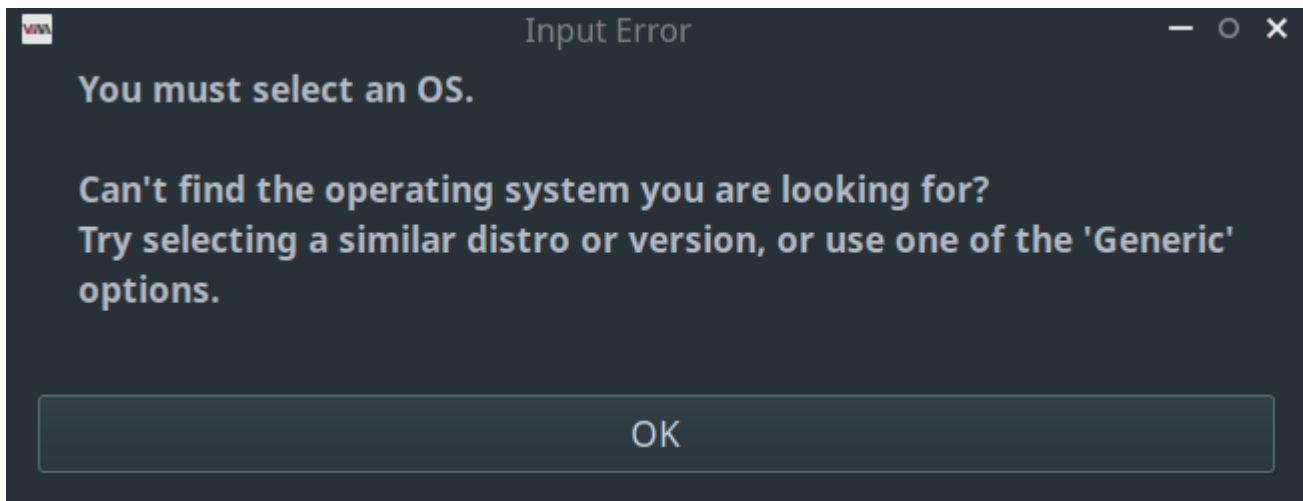 Input Error
You must select an OS.
Can't find the operating system you are looking for?
Try selecting a similar distro or version, or use one of the 'Generic'
options.
OK